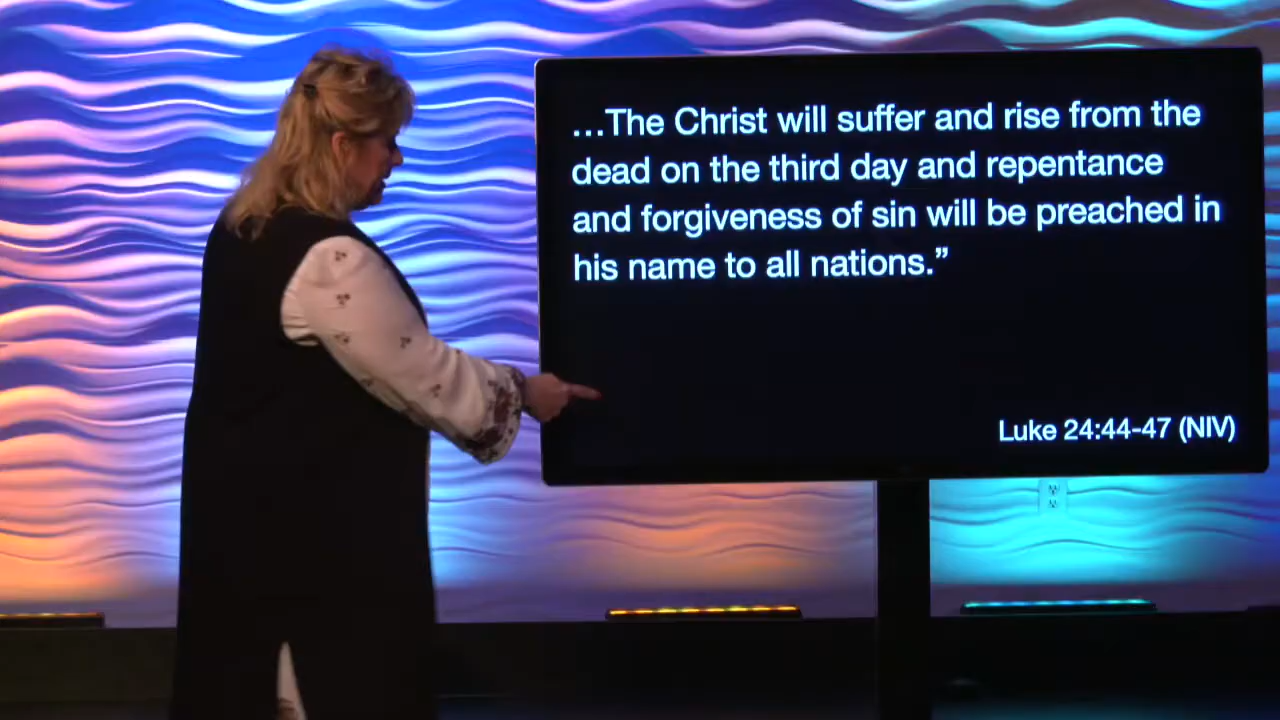 …The Christ will suffer and rise from the
dead on the third day and repentance
and forgiveness of sin will be preached in
his name to all nations.”
Luke 24:44-47 (NIV)